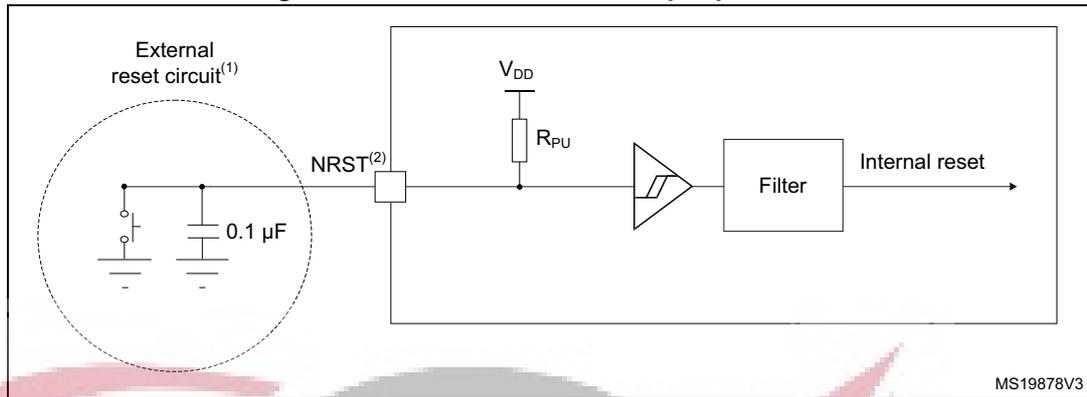 External
reset circuit(1)
VDD
RPU
NRST(2)
Internal reset
Filter
0.1 µF
MS19878V3